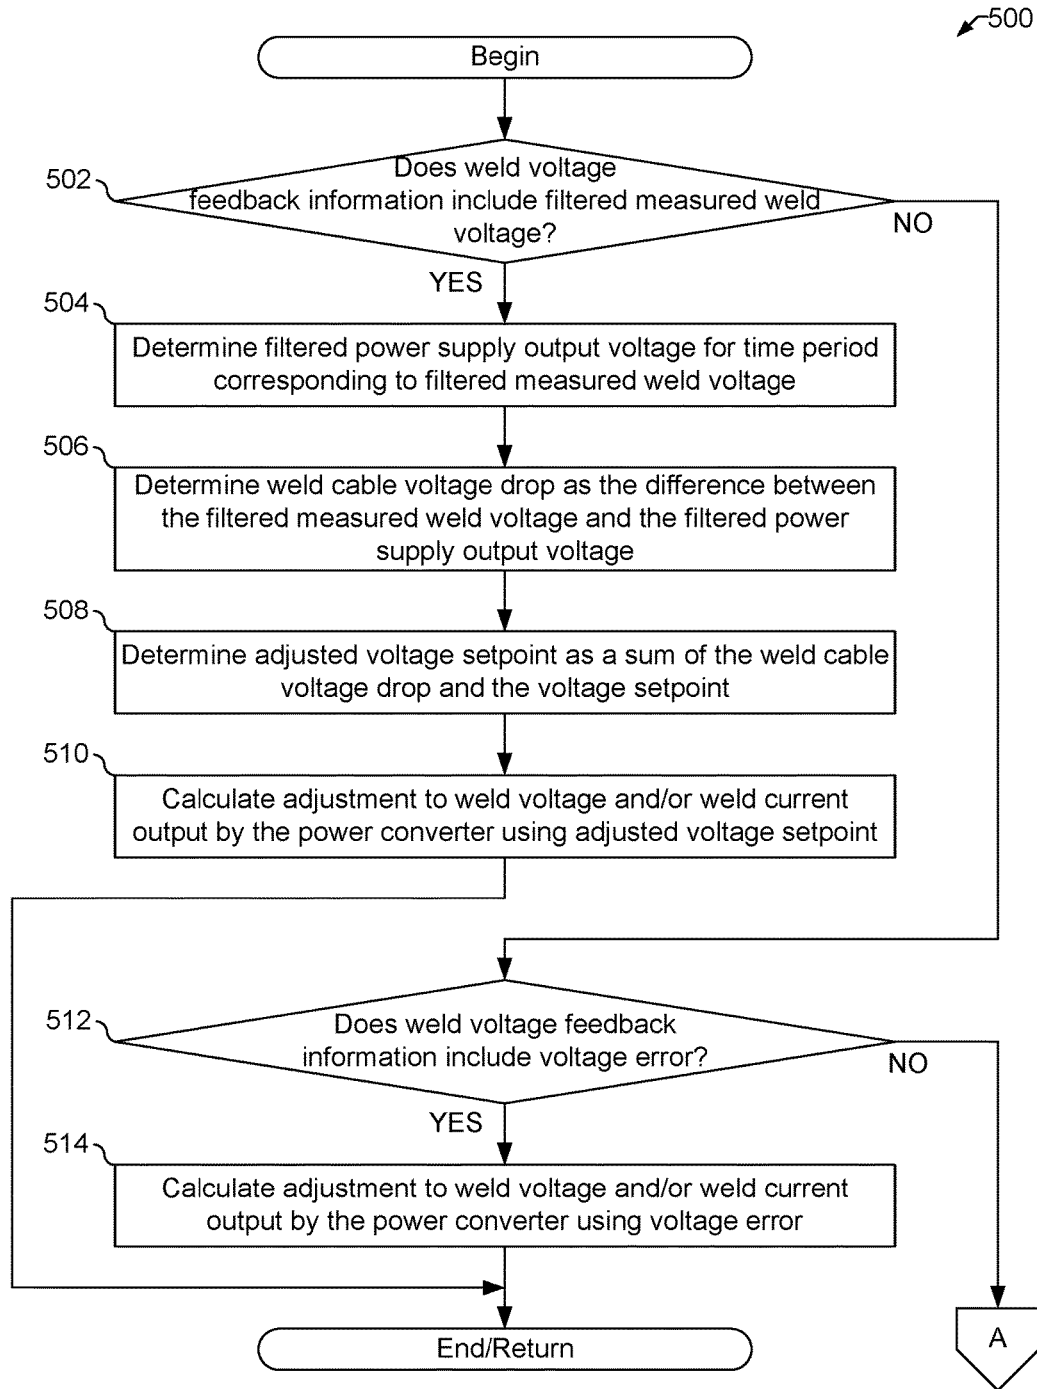 500
Begin
502
Does weld voltage
feedback information include filtered measured weld
voltage?
NO
YES
504
Determine filtered power supply output voltage for time period
corresponding to filtered measured weld voltage
506
Determine weld cable voltage drop as the difference between
the filtered measured weld voltage and the filtered power
supply output voltage
508
Determine adjusted voltage setpoint as a sum of the weld cable
voltage drop and the voltage setpoint
510
Calculate adjustment to weld voltage and/or weld current
output by the power converter using adjusted voltage setpoint
512
Does weld voltage feedback
information include voltage error?
NO
YES
514
Calculate adjustment to weld voltage and/or weld current
output by the power converter using voltage error
End/Return
A